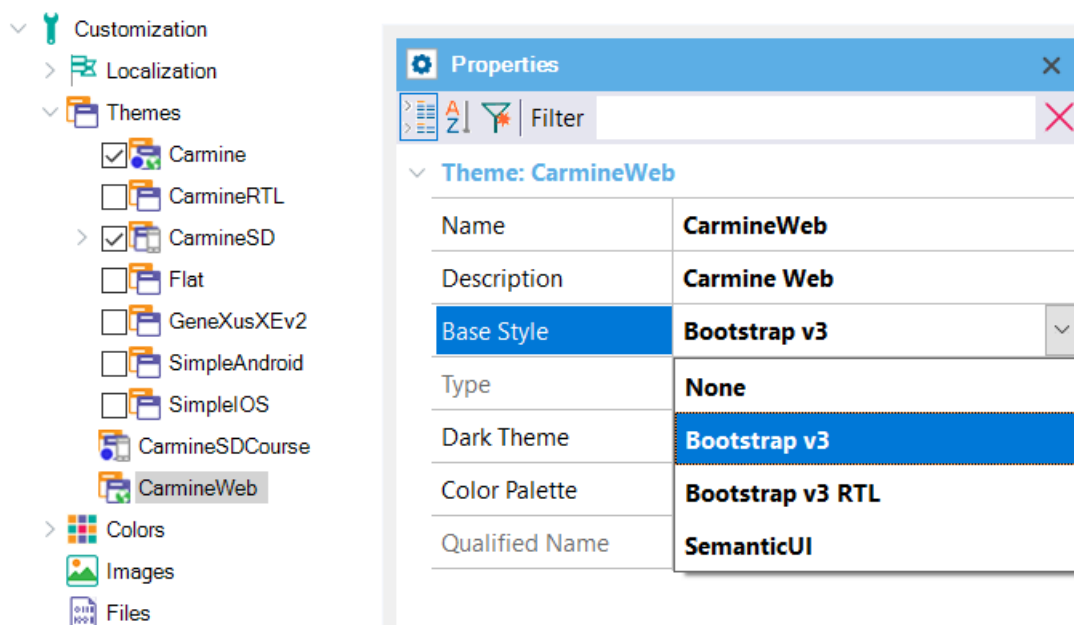 Customization
Localization
Themes
Carmine
CarmineRTL
CarmineSD
Flat
GeneXusXEv2
SimpleAndroid
SimpleIOS
CarmineSDCourse
CarmineWeb
Colors
Images
Files
Properties
A
Z
Filter
Theme: CarmineWeb
Name CarmineWeb
Description Carmine Web
Base Style Bootstrap v3
Type None
Dark Theme Bootstrap v3
Color Palette Bootstrap v3 RTL
Qualified Name SemanticUI